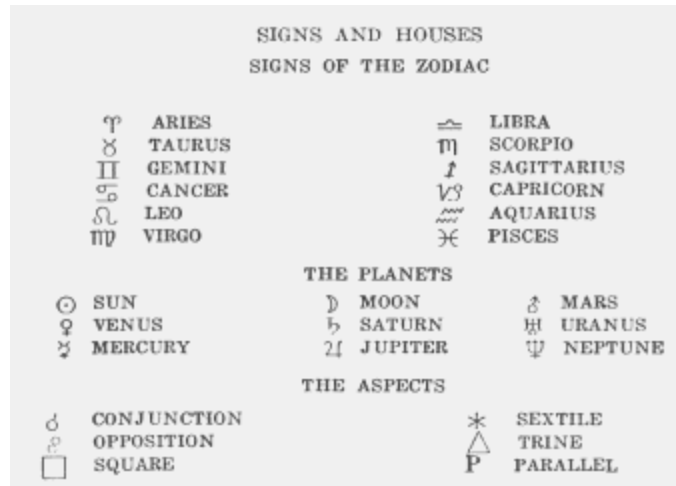 SIGNS AND HOUSES
SIGNS OF THE ZODIAC
♈ ARIES ♎ LIBRA
♉ TAURUS ♏ SCORPIO
♊ GEMINI ♐ SAGITTARIUS
♋ CANCER ♑ CAPRICORN
♌ LEO ♒ AQUARIUS
♍ VIRGO ♓ PISCES
THE PLANETS
☉ SUN ☽ MOON ♂ MARS
♀ VENUS ♄ SATURN ♅ URANUS
☿ MERCURY ♃ JUPITER ♆ NEPTUNE
THE ASPECTS
☌ CONJUNCTION ⚹ SEXTILE
☍ OPPOSITION △ TRINE
□ SQUARE P PARALLEL